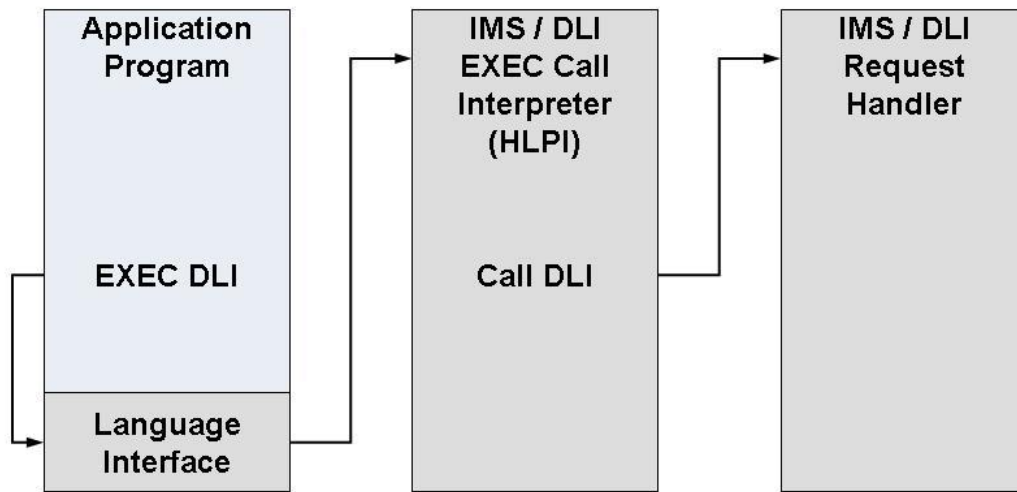 Application
Program
EXEC DLI
Language
Interface
IMS / DLI
EXEC Call
Interpreter
(HLPI)
Call DLI
IMS / DLI
Request
Handler